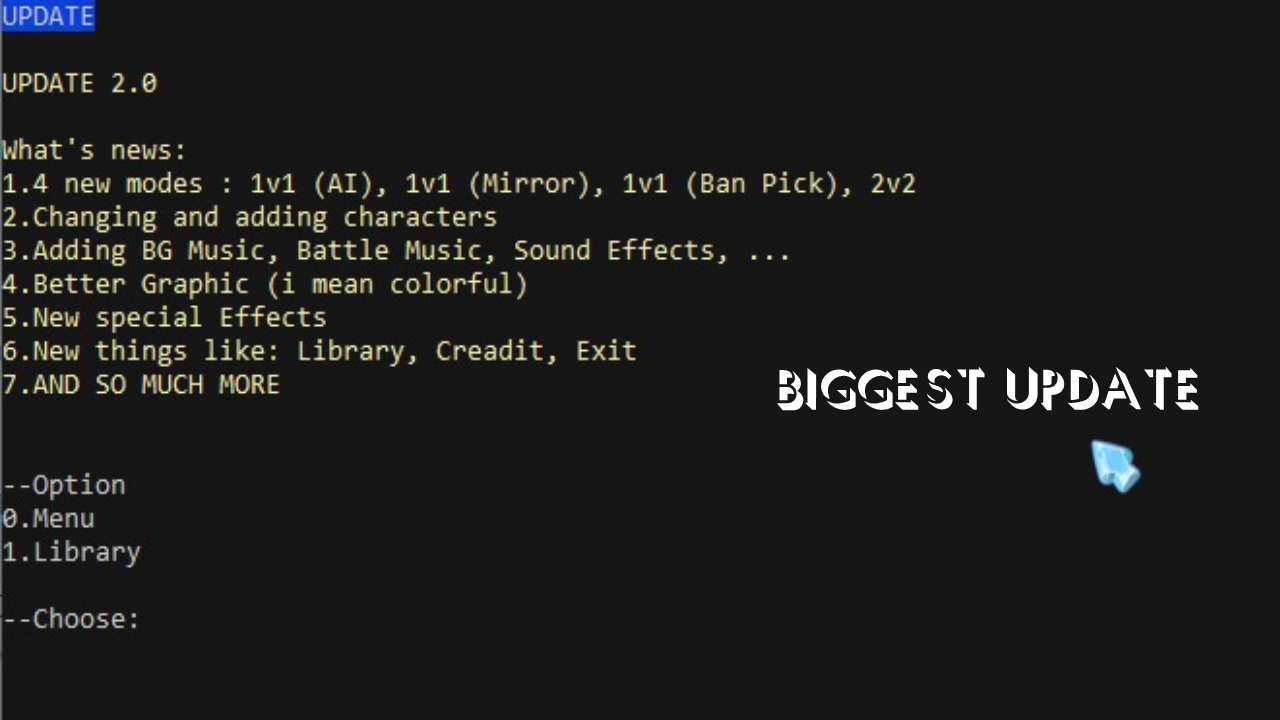 UPDATE
UPDATE 2.0
What's news:
1.4 new modes : 1v1 (AI), 1v1 (Mirror), 1v1 (Ban Pick), 2v2
2.Changing and adding characters
3.Adding BG Music, Battle Music, Sound Effects, ...
4.Better Graphic (i mean colorful)
5.New special Effects
6.New things like: Library, Creadit, Exit
7.AND SO MUCH MORE
BIGGEST UPDATE
--Option
0.Menu
1.Library
--Choose: